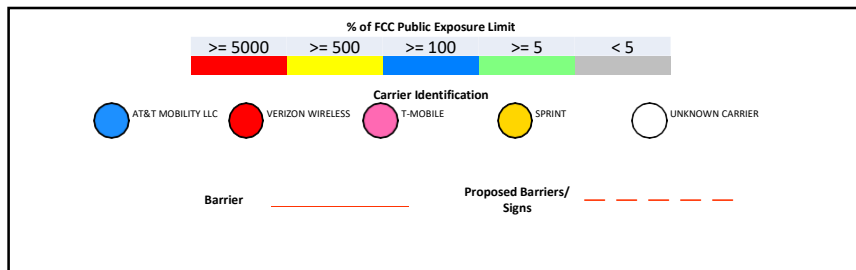 % of FCC Public Exposure Limit
>= 5000 >= 500 >= 100 >= 5 < 5
Carrier Identification
AT&T MOBILITY LLC VERIZON WIRELESS T-MOBILE SPRINT UNKNOWN CARRIER
Barrier
Proposed Barriers/
Signs